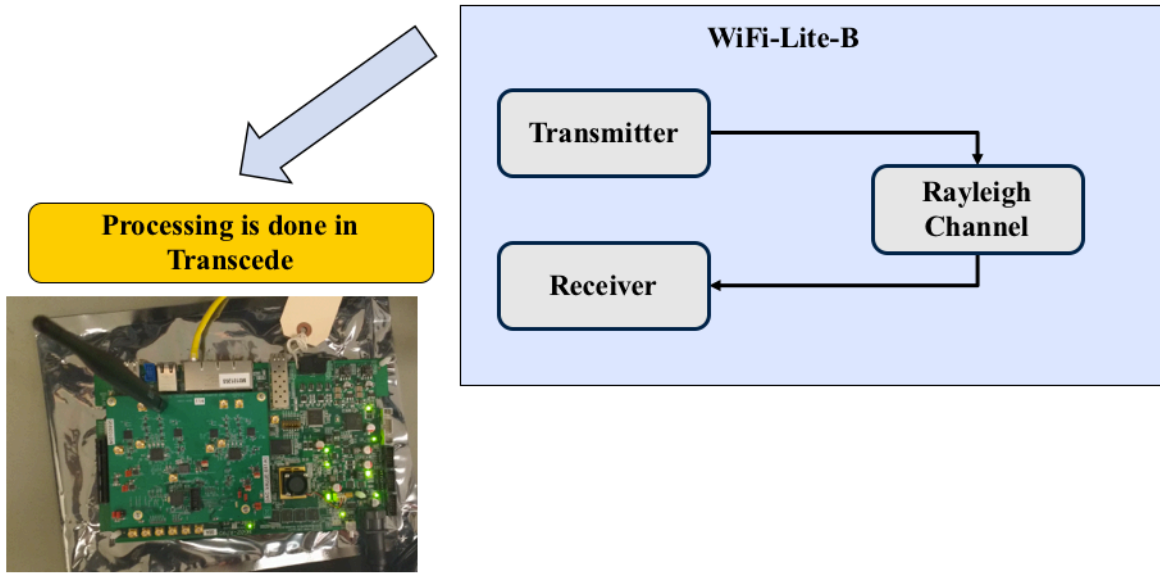 WiFi-Lite-B
Transmitter
Rayleigh
Channel
Receiver
Processing is done in
Transcede